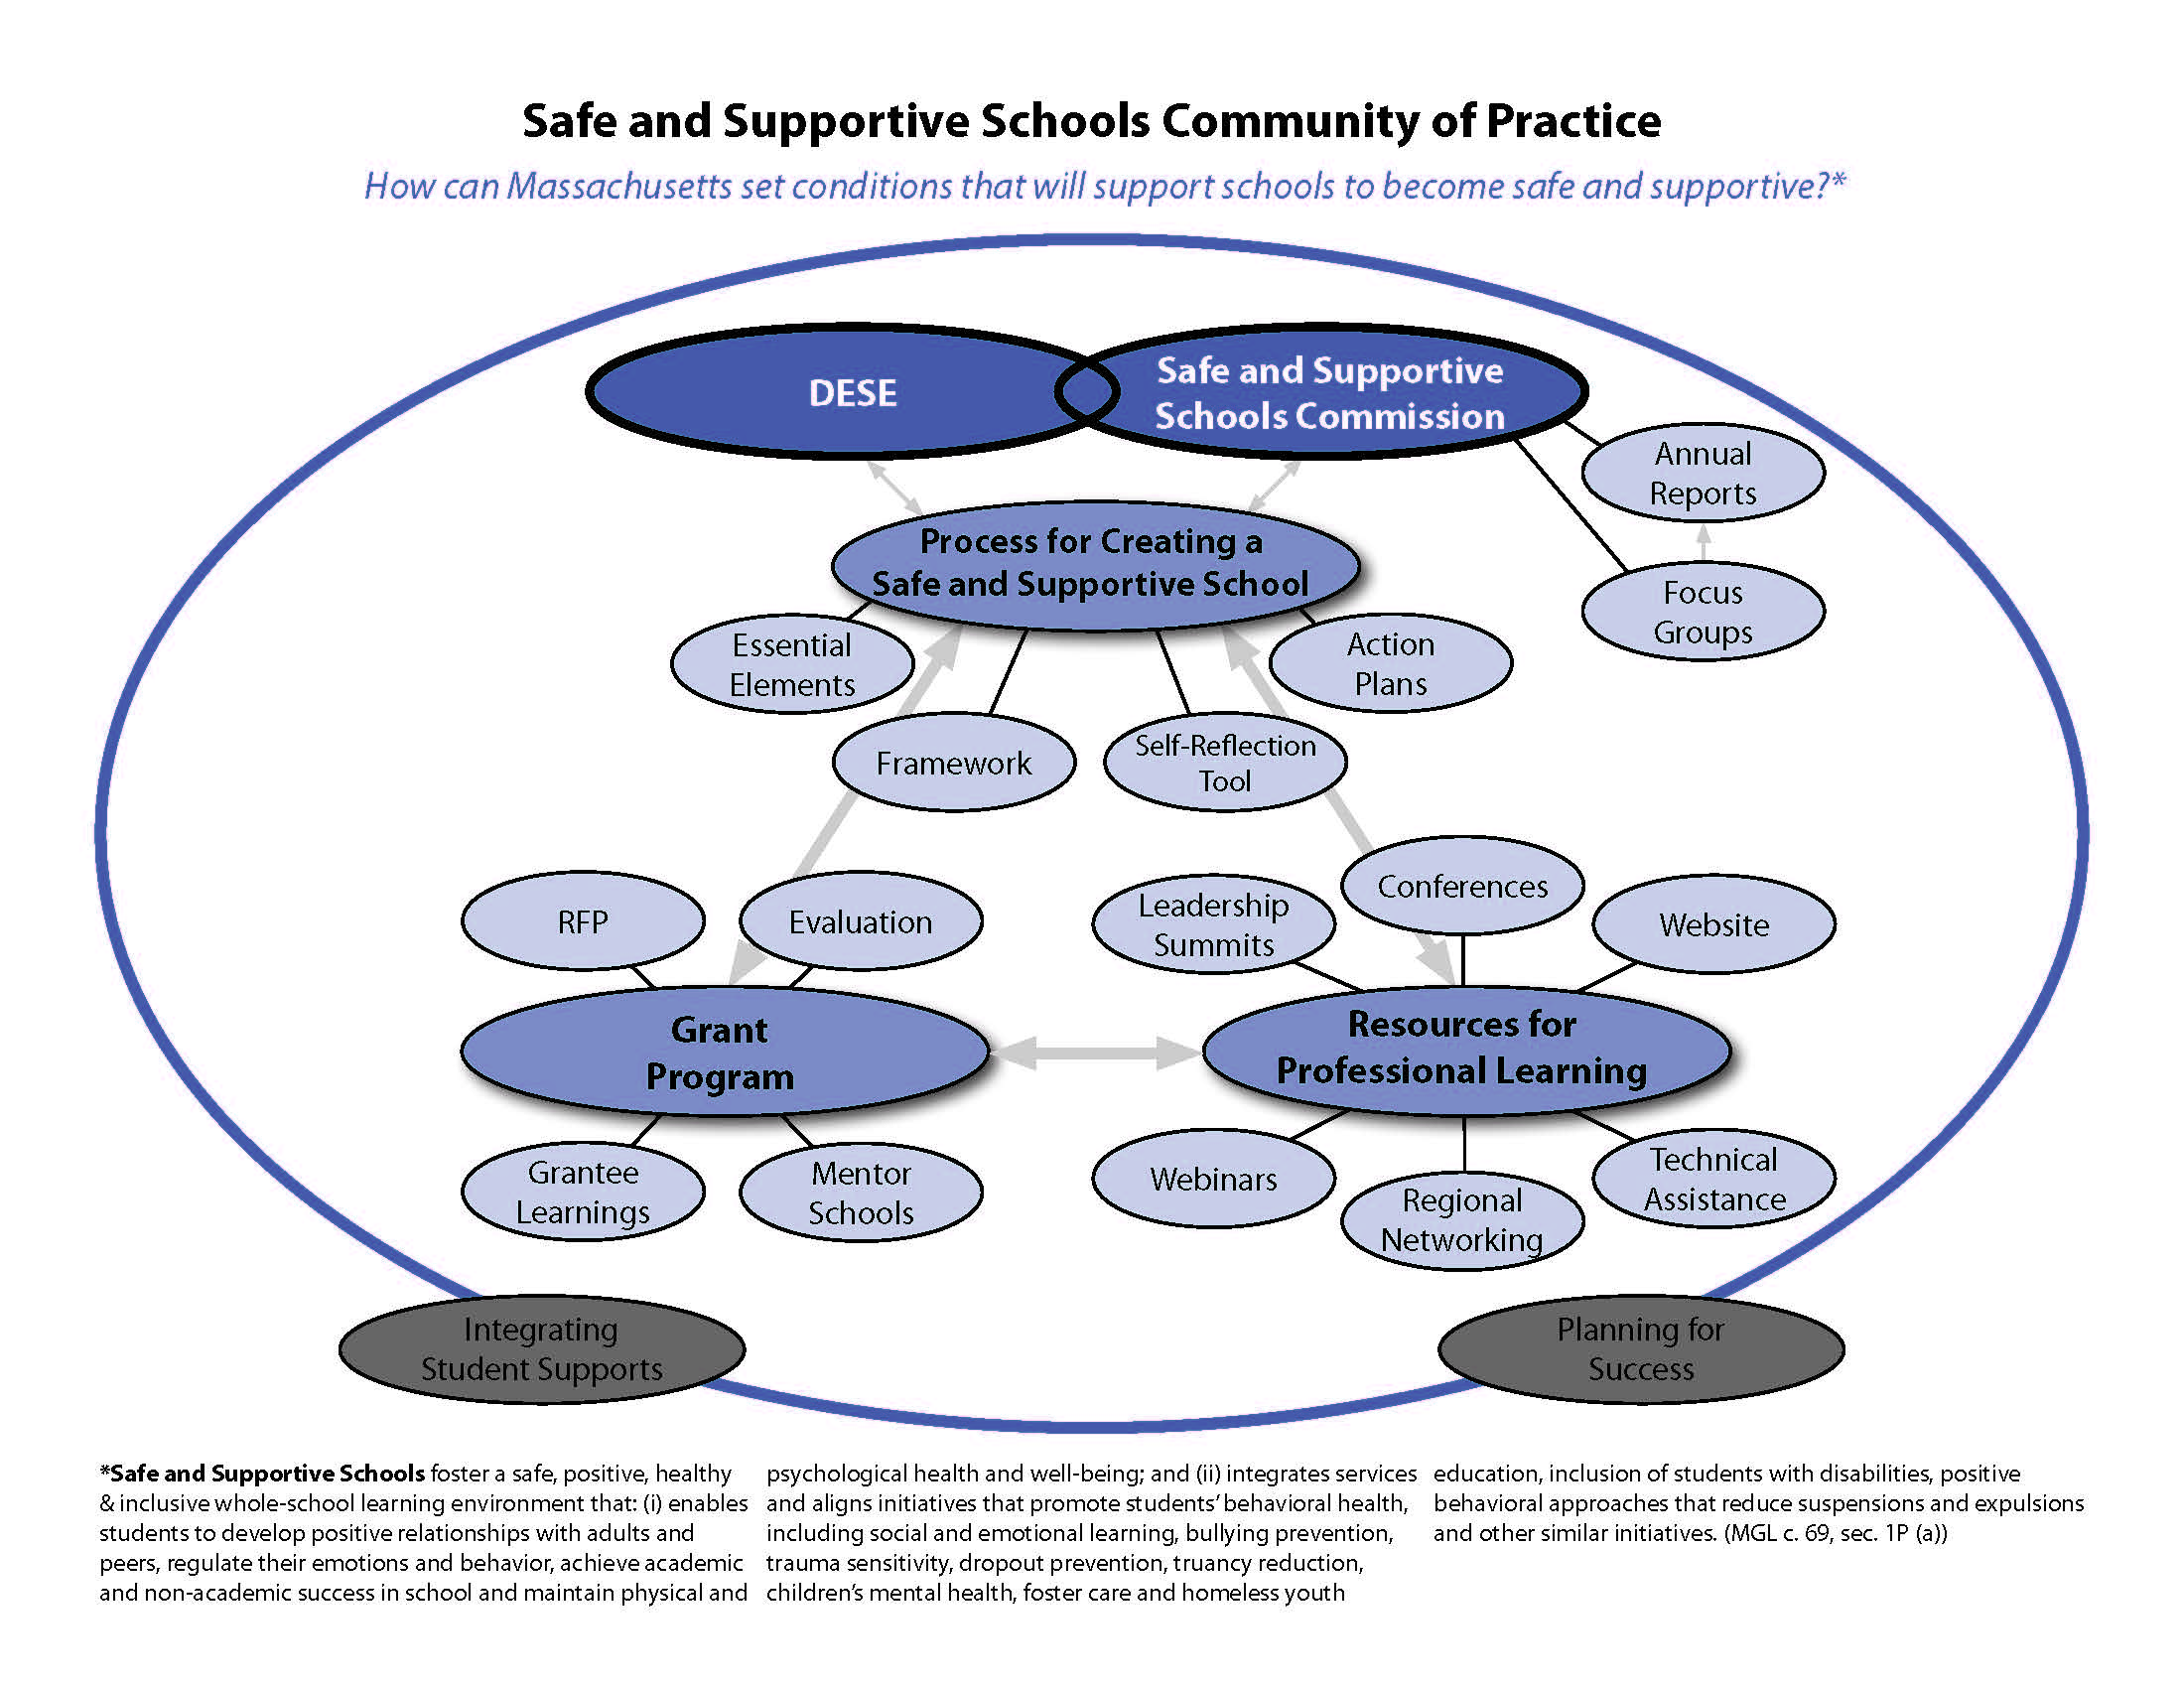 Safe and Supportive Schools Community of Practice
How can Massachusetts set conditions that will support schools to become safe and supportive?*
DESE
Safe and Supportive
Schools Commission
Annual
Reports
Focus
Groups
Process for Creating a
Safe and Supportive School
Essential
Elements
Framework
Self-Reflection
Tool
Action
Plans
RFP
Evaluation
Grant
Program
Grantee
Learnings
Mentor
Schools
Leadership
Summits
Conferences
Website
Resources for
Professional Learning
Webinars
Regional
Networking
Technical
Assistance
Integrating
Student Supports
Planning for
Success
*Safe and Supportive Schools foster a safe, positive, healthy
& inclusive whole-school learning environment that: (i) enables
students to develop positive relationships with adults and
peers, regulate their emotions and behavior, achieve academic
and non-academic success in school and maintain physical and
psychological health and well-being; and (ii) integrates services
and aligns initiatives that promote students’ behavioral health,
including social and emotional learning, bullying prevention,
trauma sensitivity, dropout prevention, truancy reduction,
children’s mental health, foster care and homeless youth
education, inclusion of students with disabilities, positive
behavioral approaches that reduce suspensions and expulsions
and other similar initiatives. (MGL c. 69, sec. 1P (a))